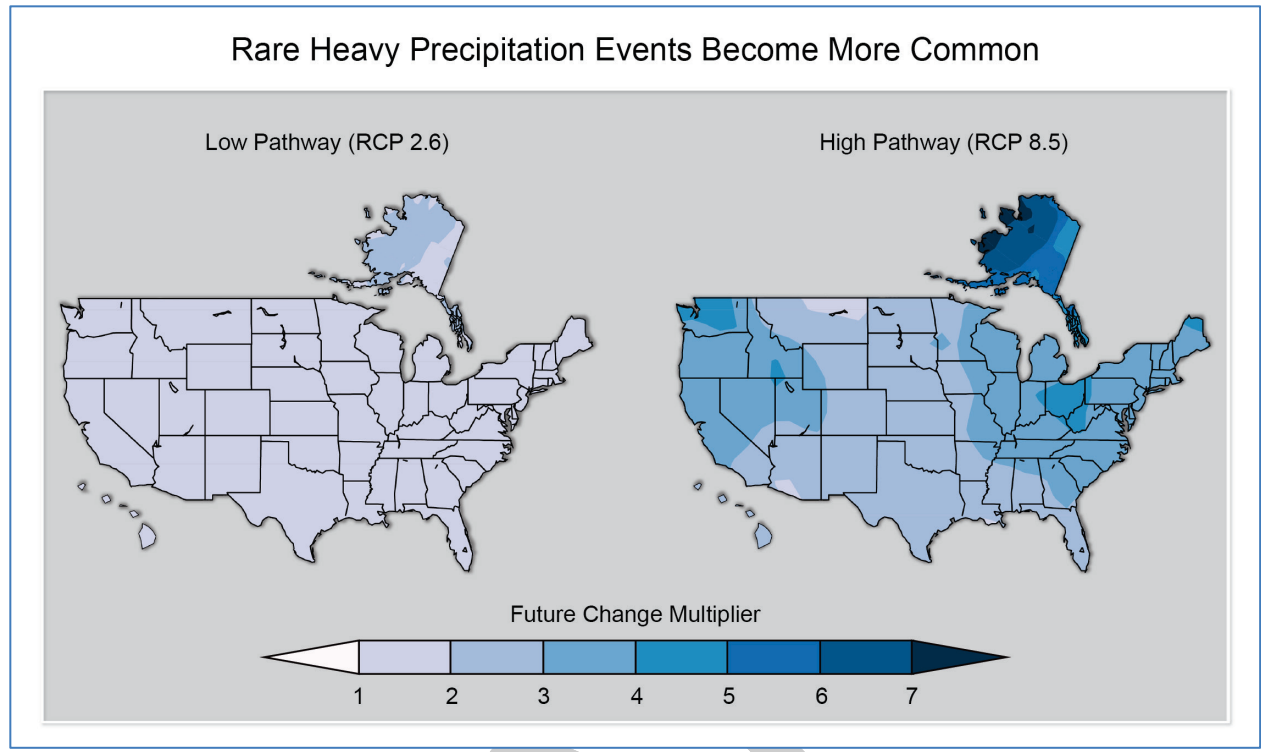 Rare Heavy Precipitation Events Become More Common
Low Pathway (RCP 2.6)
High Pathway (RCP 8.5)
Future Change Multiplier
1 2 3 4 5 6 7